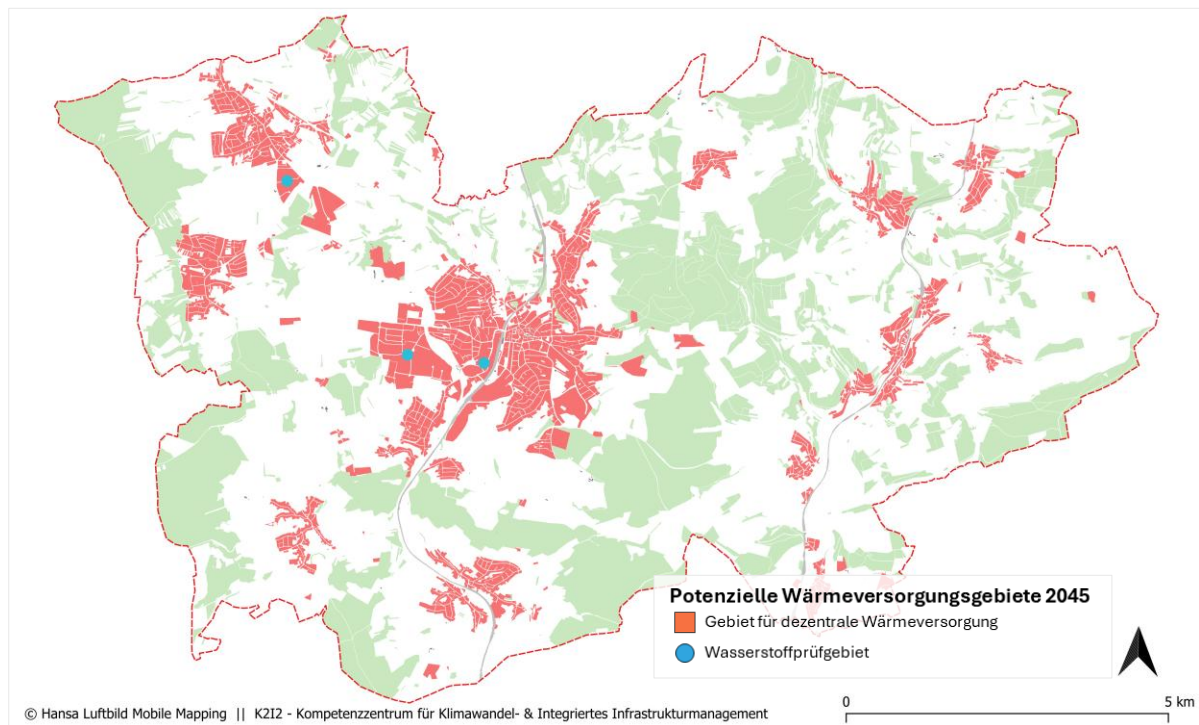 Potenzielle Wärmeversorgungsgebiete 2045
Gebiet für dezentrale Wärmeversorgung
Wasserstoffprüfgebiet
0 5 km
© Hansa Luftbild Mobile Mapping || K2I2 - Kompetenzzentrum für Klimawandel- & Integriertes Infrastrukturmanagement